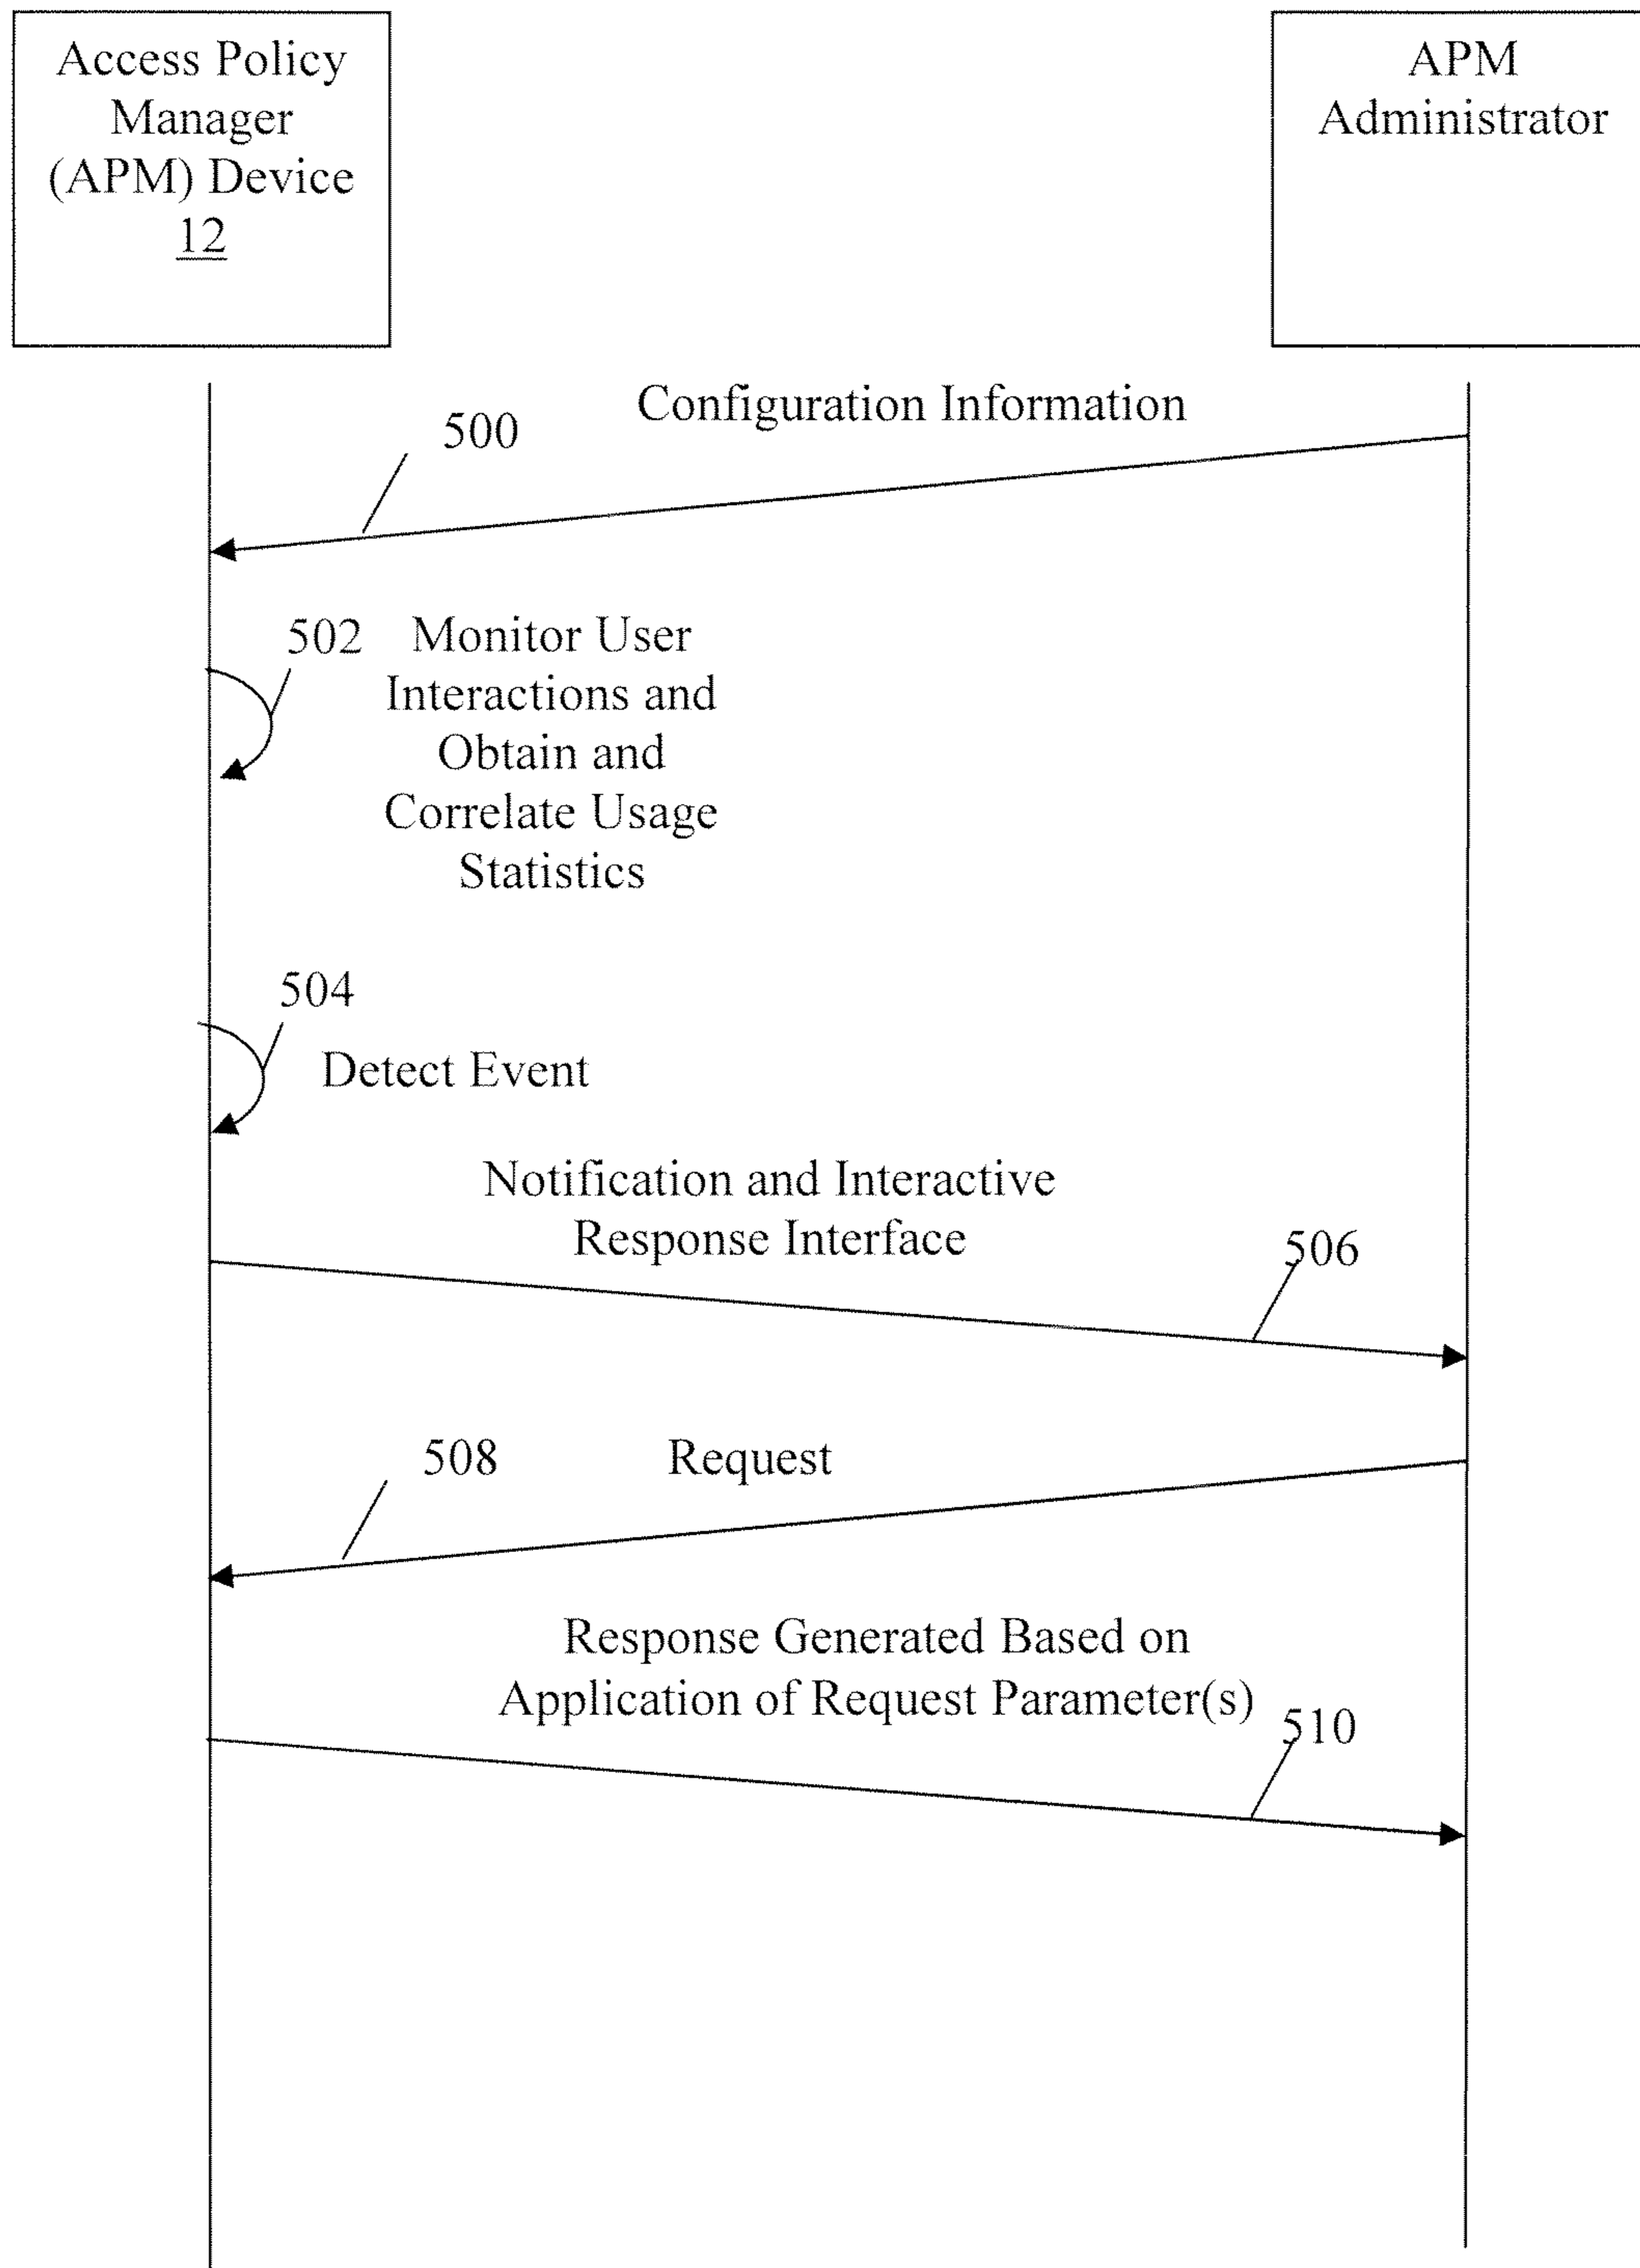 Access Policy
Manager
(APM) Device
12
APM
Administrator
Configuration Information
500
502
Monitor User
Interactions and
Obtain and
Correlate Usage
Statistics
504
Detect Event
Notification and Interactive
Response Interface
506
508
Request
Response Generated Based on
Application of Request Parameter(s)
510